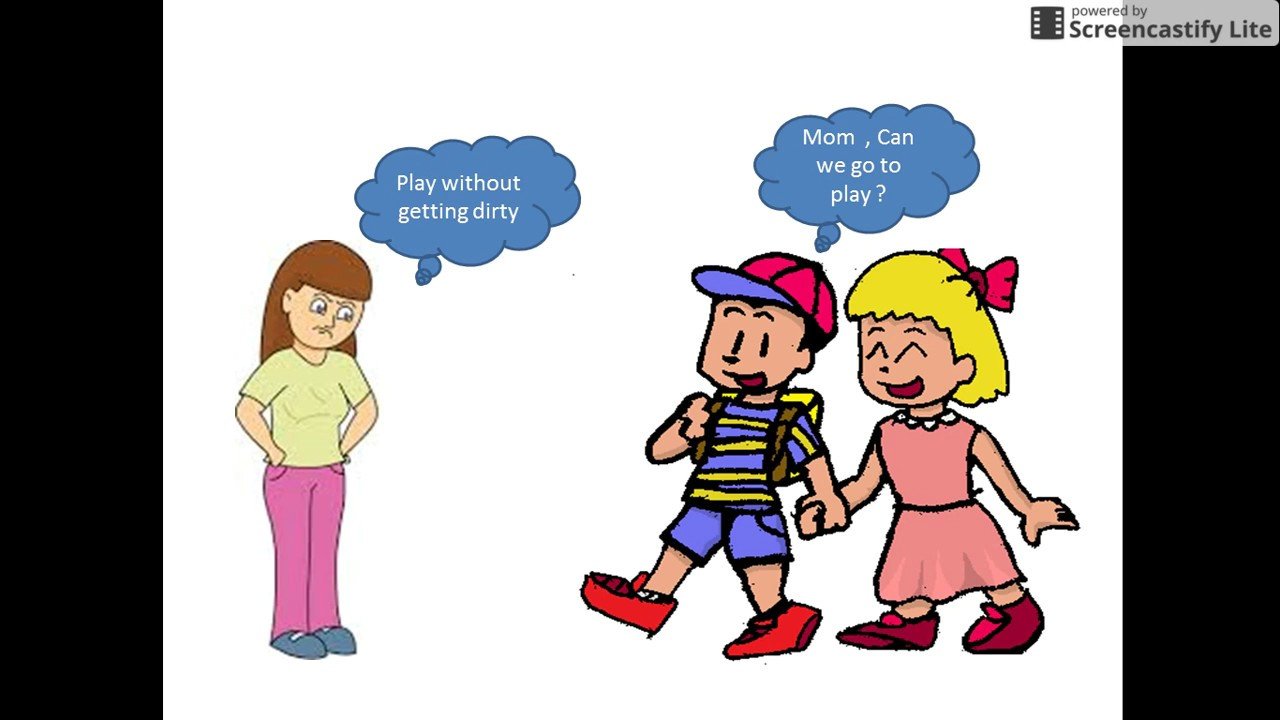 powered by
Screencastify Lite
Mom , Can
we go to
play ?
Play without
getting dirty